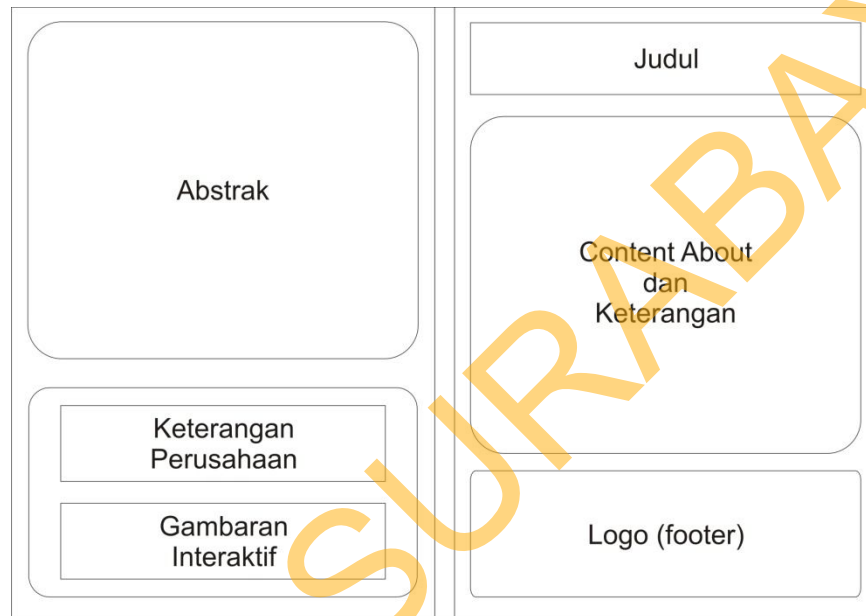 Abstrak
Keterangan
Perusahaan
Gambaran
Interaktif
Judul
Content About
dan
Keterangan
Logo (footer)
SURABA